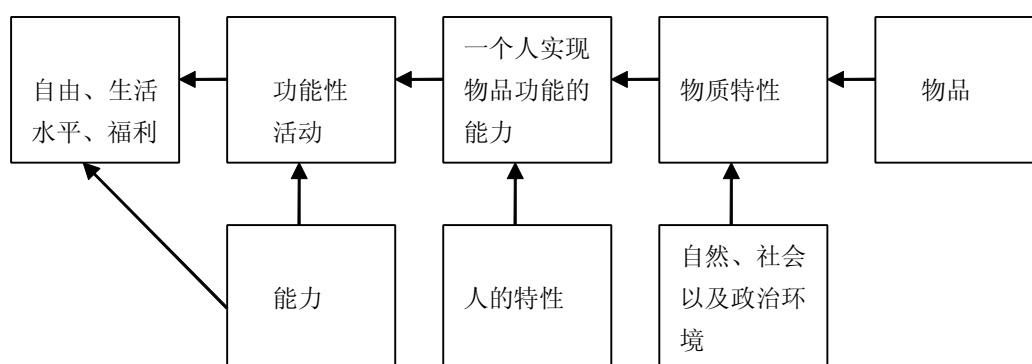 自由、生活
水平、福利
功能性
活动
一个人实现
物品功能的
能力
物质特性
物品
能力
人的特性
自然、社会
以及政治环
境